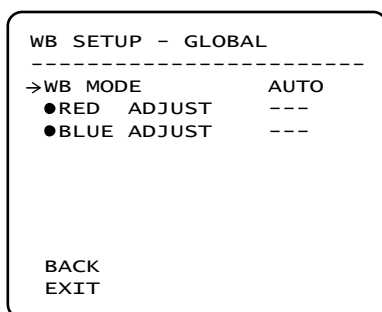 WB SETUP – GLOBAL
------------------------
→WB MODE AUTO
●RED ADJUST ---
●BLUE ADJUST ---
BACK
EXIT